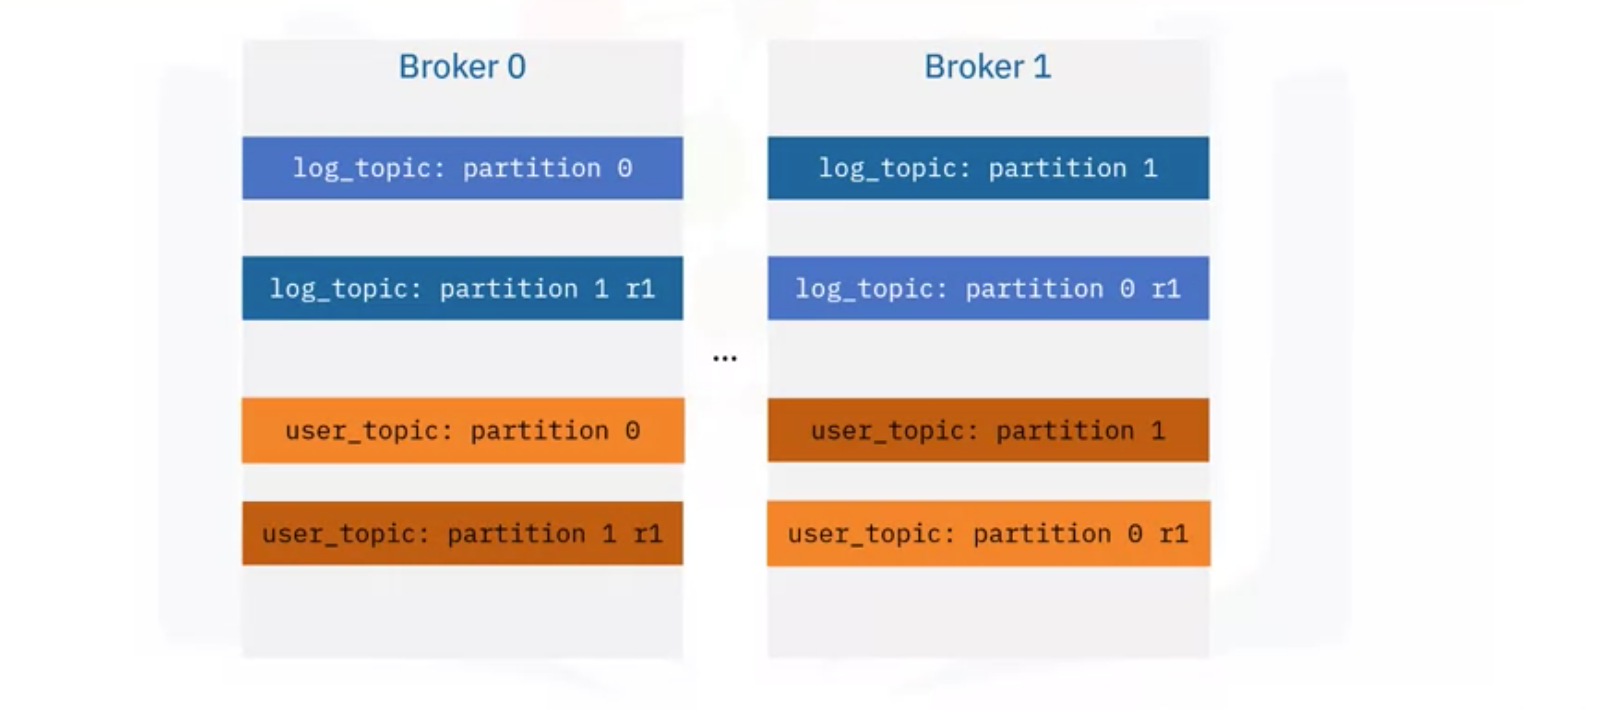 Broker 0
log_topic: partition 0
log_topic: partition 1 r1
user_topic: partition 0
user_topic: partition 1 r1
...
Broker 1
log_topic: partition 1
log_topic: partition 0 r1
user_topic: partition 1
user_topic: partition 0 r1